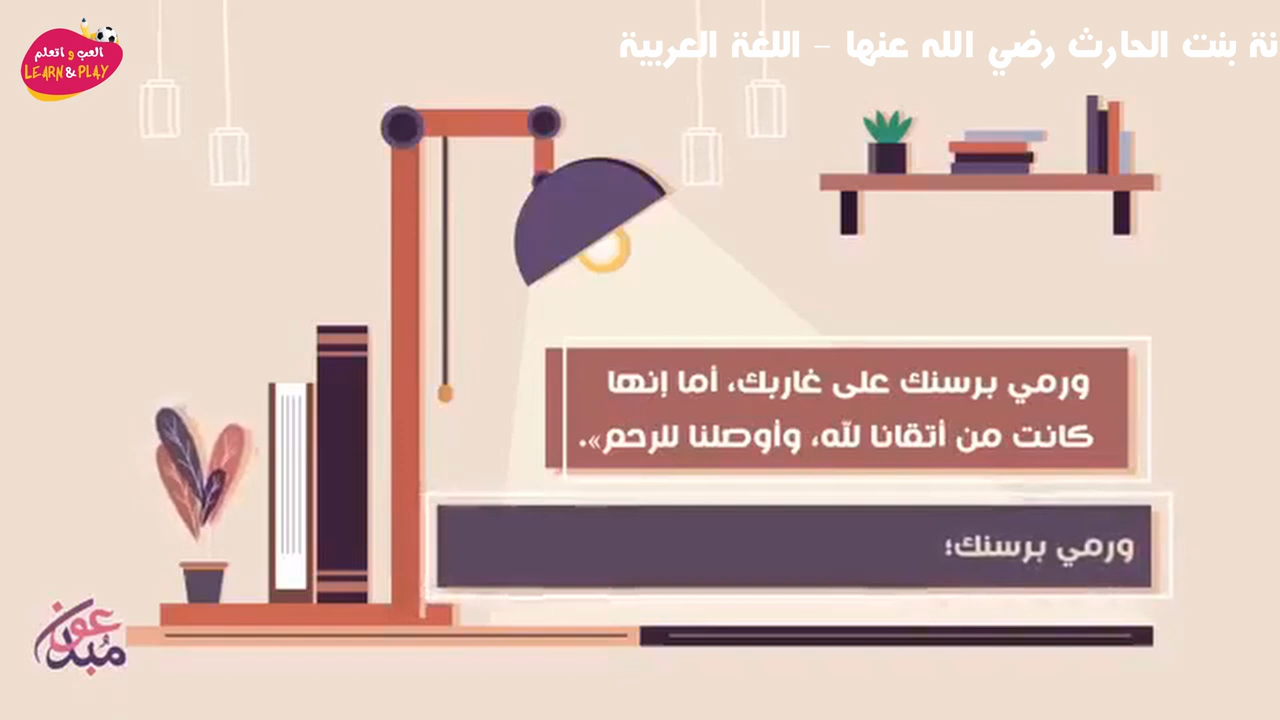 العب و اتعلم
LEARN & PLAY
نة بنت الحارث رضي الله عنها – اللغة العربية
ورمي برسنك على غاربك، أما إنها
كانت من أتقانا لله، وأوصلنا للرحم».
ورمي برسنك؛
مُبدعون